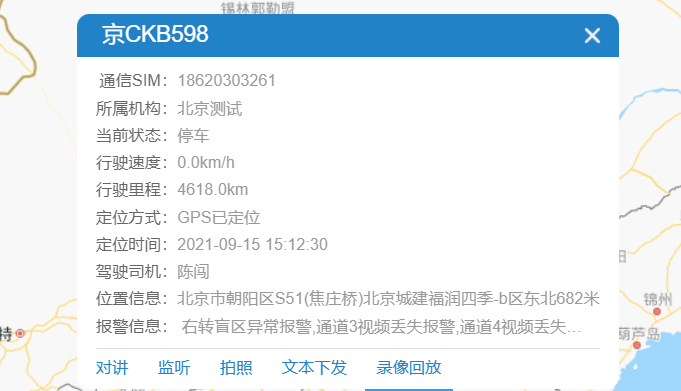 锡林郭勒盟
京CKB598
通信SIM：18620303261
所属机构：北京测试
当前状态：停车
行驶速度：0.0km/h
行驶里程：4618.0km
定位方式：GPS已定位
定位时间：2021-09-15 15:12:30
驾驶司机：陈闯
位置信息：北京市朝阳区S51(焦庄桥)北京城建福润四季-b区东北682米
报警信息：右转盲区异常报警,通道3视频丢失报警,通道4视频丢失...
对讲 监听 拍照 文本下发 录像回放
特
阳
锦州
葫芦岛